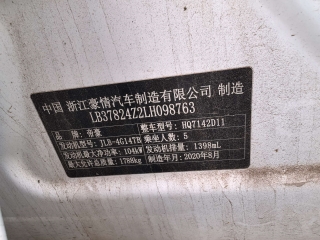 中国 浙江豪情汽车制造有限公司 制造
LB37824Z2LH098763
品牌：帝豪 整车型号：HQ7142D11
发动机型号：JLB-4G14TB 乘坐人数：5
发动机最大净功率：104kW 发动机排量：1398mL
最大允许总质量：1788kg 制造年月：2020年8月